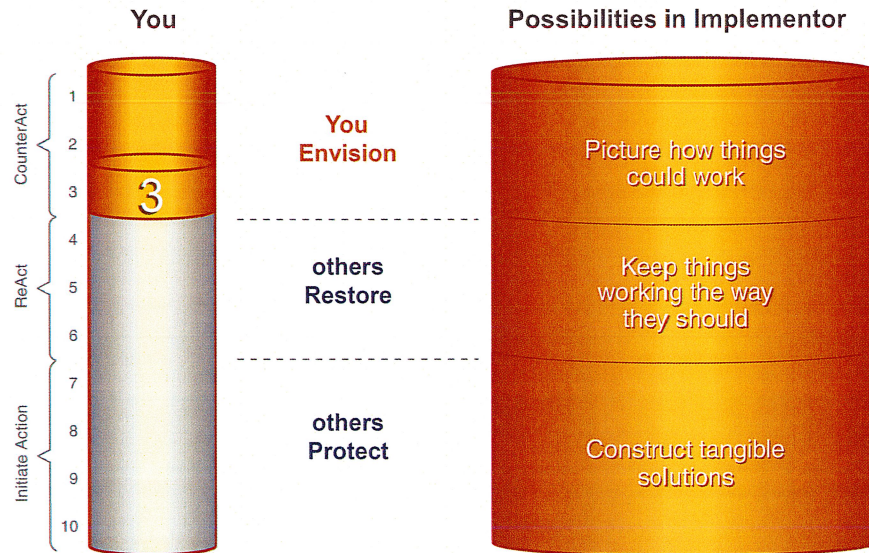 You
Possibilities in Implementor
CounterAct
1
2
3
3
ReAct
4
5
6
Initiate Action
7
8
9
10
You
Envision
others
Restore
others
Protect
Picture how things
could work
Keep things
working the way
they should
Construct tangible
solutions